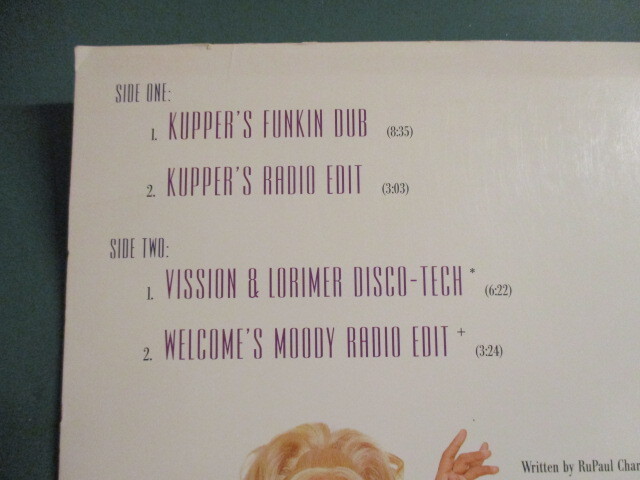 SIDE ONE:
1. KUPPER'S FUNKIN DUB (8:35)
2. KUPPER'S RADIO EDIT (3:03)
SIDE TWO:
1. VISSION & LORIMER DISCO-TECH * (6:22)
2. WELCOME'S MOODY RADIO EDIT + (3:24)
Written by RuPaul Char